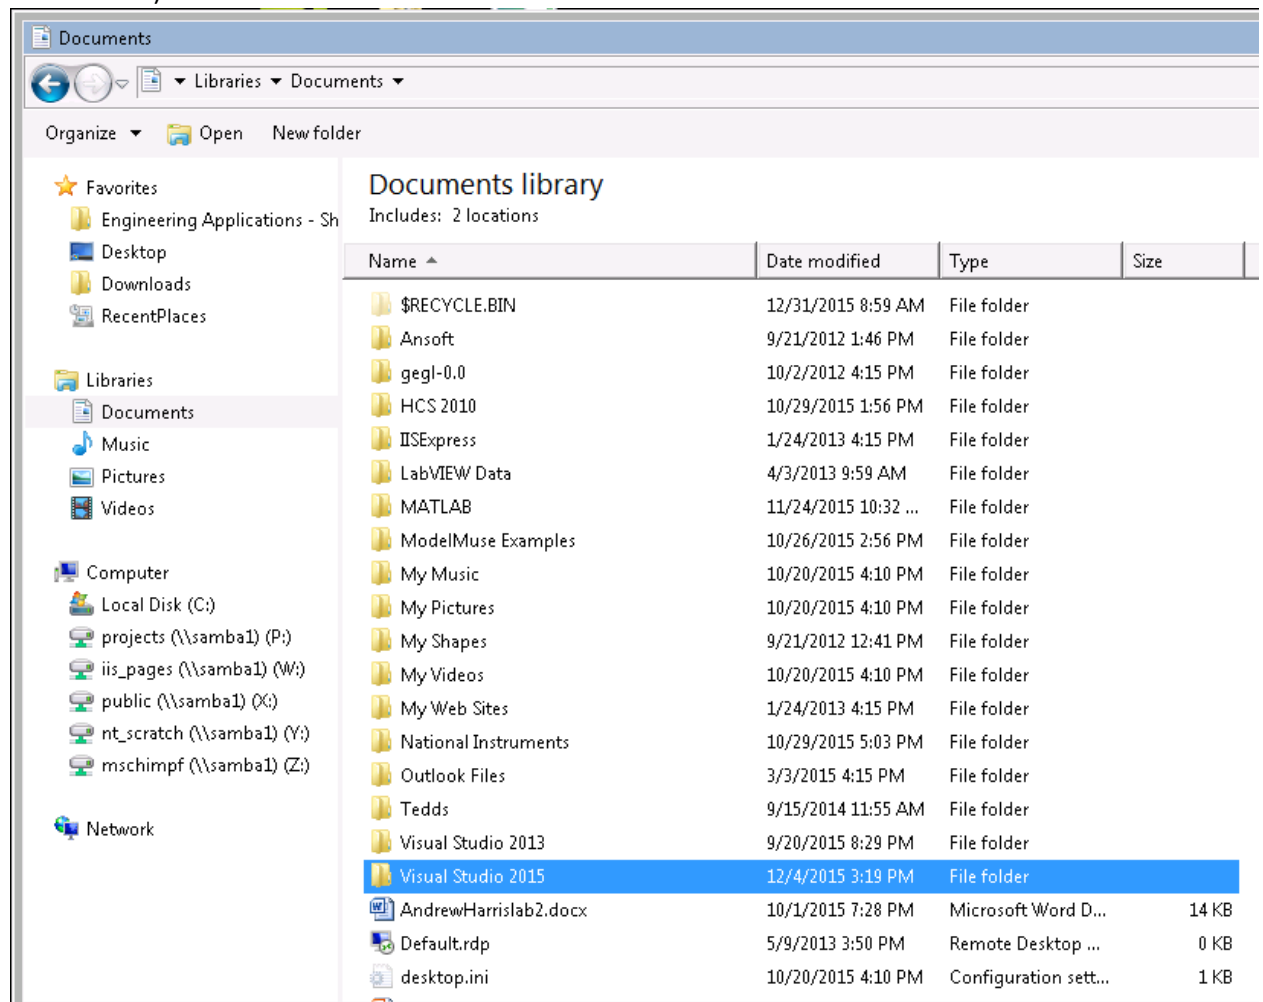 Documents
Libraries Documents
Organize Open New folder
Favorites
Engineering Applications - Sh
Desktop
Downloads
RecentPlaces
Libraries
Documents
Music
Pictures
Videos
Computer
Local Disk (C:)
projects (\\samba1) (P:)
iis_pages (\\samba1) (W:)
public (\\samba1) (X:)
nt_scratch (\\samba1) (Y:)
mschimpf (\\samba1) (Z:)
Network
Documents library
Includes: 2 locations
Name Date modified Type Size
$RECYCLE.BIN 12/31/2015 8:59 AM File folder
Ansoft 9/21/2012 1:46 PM File folder
gegl-0.0 10/2/2012 4:15 PM File folder
HCS 2010 10/29/2015 1:56 PM File folder
IISExpress 1/24/2013 4:15 PM File folder
LabVIEW Data 4/3/2013 9:59 AM File folder
MATLAB 11/24/2015 10:32 ... File folder
ModelMuse Examples 10/26/2015 2:56 PM File folder
My Music 10/20/2015 4:10 PM File folder
My Pictures 10/20/2015 4:10 PM File folder
My Shapes 9/21/2012 12:41 PM File folder
My Videos 10/20/2015 4:10 PM File folder
My Web Sites 1/24/2013 4:15 PM File folder
National Instruments 10/29/2015 5:03 PM File folder
Outlook Files 3/3/2015 4:15 PM File folder
Tedds 9/15/2014 11:55 AM File folder
Visual Studio 2013 9/20/2015 8:29 PM File folder
Visual Studio 2015 12/4/2015 3:19 PM File folder
AndrewHarrislab2.docx 10/1/2015 7:28 PM Microsoft Word D... 14 KB
Default.rdp 5/9/2013 3:50 PM Remote Desktop ... 0 KB
desktop.ini 10/20/2015 4:10 PM Configuration sett... 1 KB